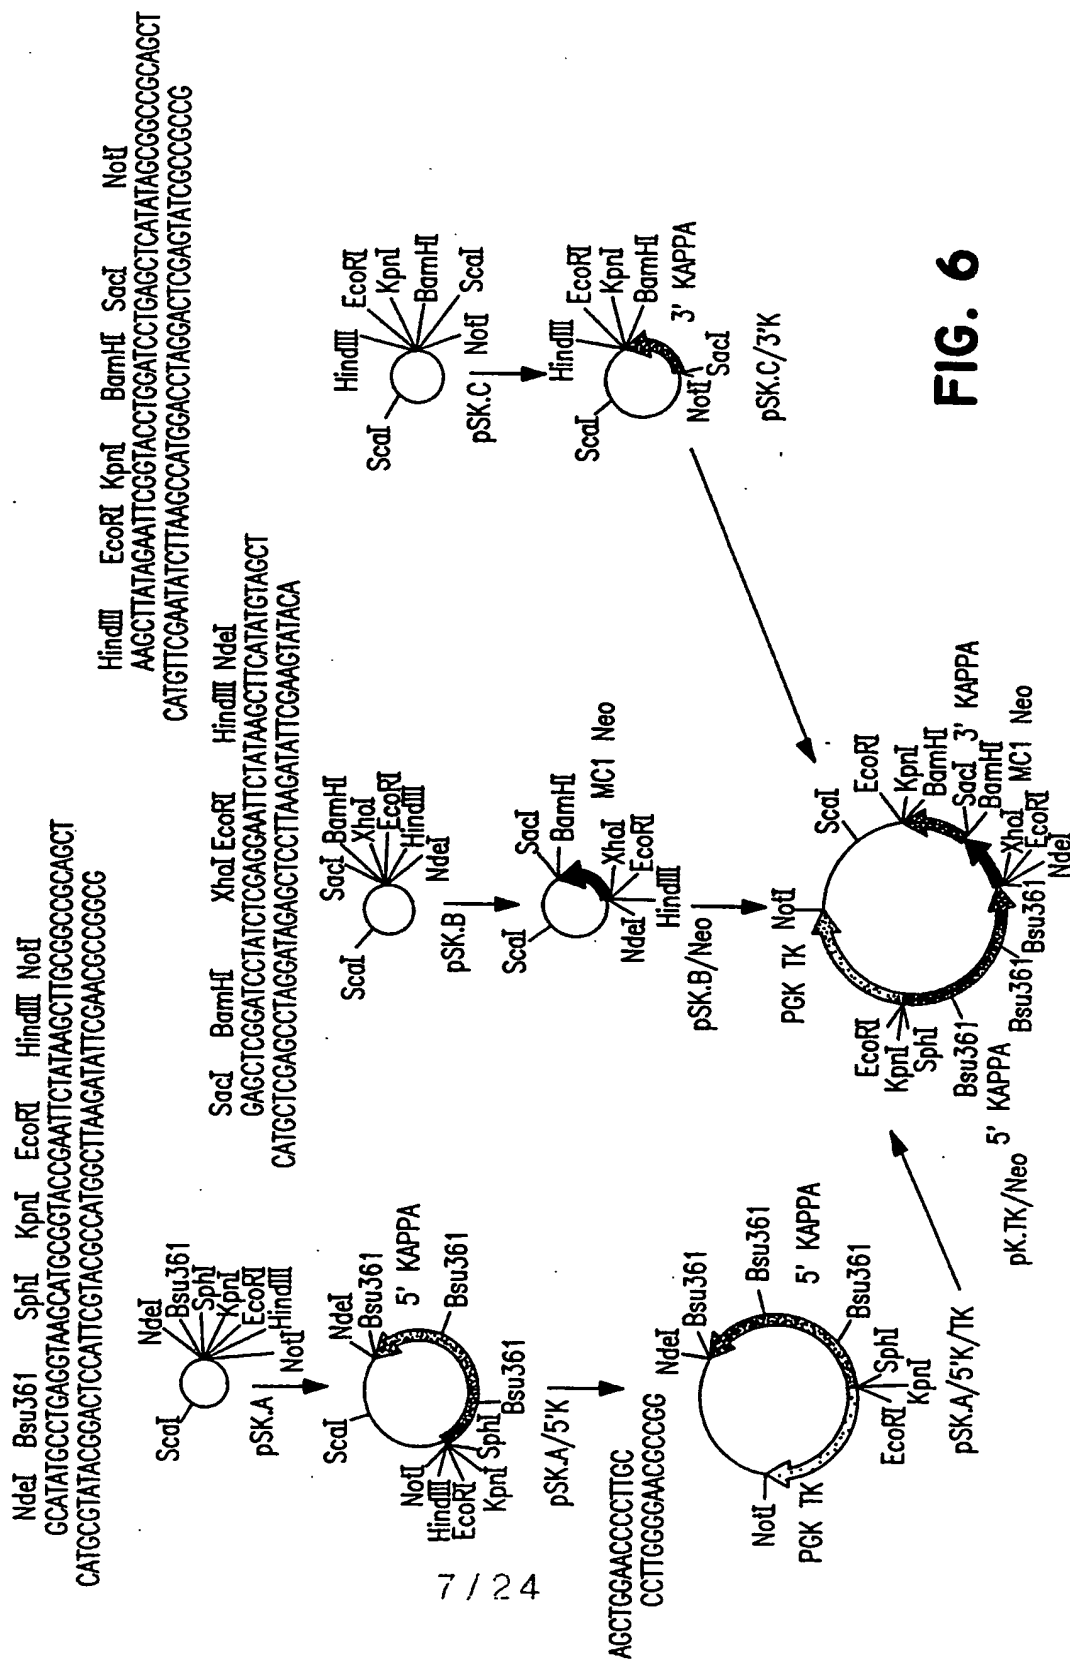 NdeI Bsu361 SphI KpnI EcoRI HindIII NotI
GCATATGCCTGAGGTAAGCATGCGGTACCGAATTCTATAAGCTTGCGGCCGCAGCT
CATGCGTATACGGACTCCATTCGTACGCCATGGCTTAAGATATTCGAACGCCGGCG
ScaI
NdeI
Bsu361
SphI
KpnI
EcoRI
HindIII
NotI
pSK.A
ScaI
NdeI
Bsu361
5' KAPPA
Bsu361
Bsu361
SphI
KpnI
EcoRI
HindIII
NotI
pSK.A/5'K
AGCTGGAACCCCTTGC
CCTTGGGGAACGCCGG
NdeI
Bsu361
Bsu361
5' KAPPA
Bsu361
SphI
KpnI
EcoRI
NotI
PGK TK
pSK.A/5'K/TK
SacI BamHI XhoI EcoRI HindIII NdeI
GAGCTCGGATCCTATCTCGAGGAATTCTATAAGCTTCATATGTAGCT
CATGCTCGAGCCTAGGATAGAGCTCCTTAAGATATTCGAAGTATACA
ScaI
SacI
BamHI
XhoI
EcoRI
HindIII
NdeI
pSK.B
ScaI
SacI
BamHI
MC1 Neo
XhoI
EcoRI
HindIII
NdeI
pSK.B/Neo
HindIII EcoRI KpnI BamHI SacI NotI
AAGCTTATAGAATTCGGTACCTGGATCCTGAGCTCATATAGCGGCCGCAGCT
CATGTTCGAATATCTTAAGCCATGGACCTAGGACTCGAGTATCGCCGGCG
ScaI
HindIII
EcoRI
KpnI
BamHI
ScaI
NotI
pSK.C
ScaI
HindIII
EcoRI
KpnI
BamHI
3' KAPPA
NotI
SacI
pSK.C/3'K
NotI
PGK TK
ScaI
EcoRI
KpnI
BamHI
SacI 3' KAPPA
BamHI
XhoI MC1 Neo
EcoRI
NdeI
Bsu361
Bsu361
Bsu361
5' KAPPA
EcoRI
KpnI
SphI
pK.TK/Neo
FIG. 6
7/24